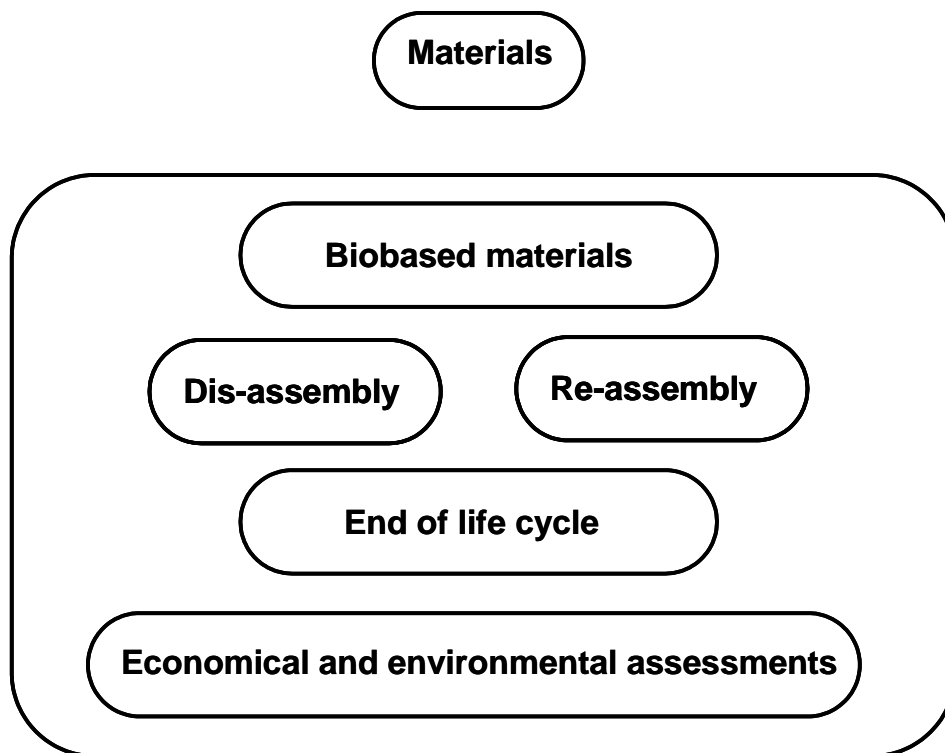 Materials
Biobased materials
Dis-assembly
Re-assembly
End of life cycle
Economical and environmental assessments